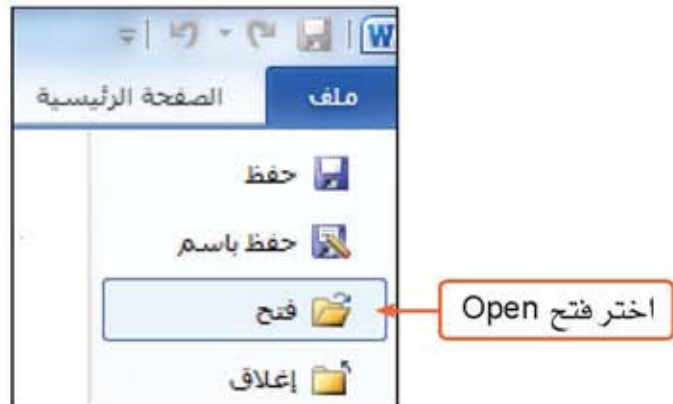 W
ملف الصفحة الرئيسية
حفظ
حفظ باسم
فتح
اختر فتح Open
إغلاق